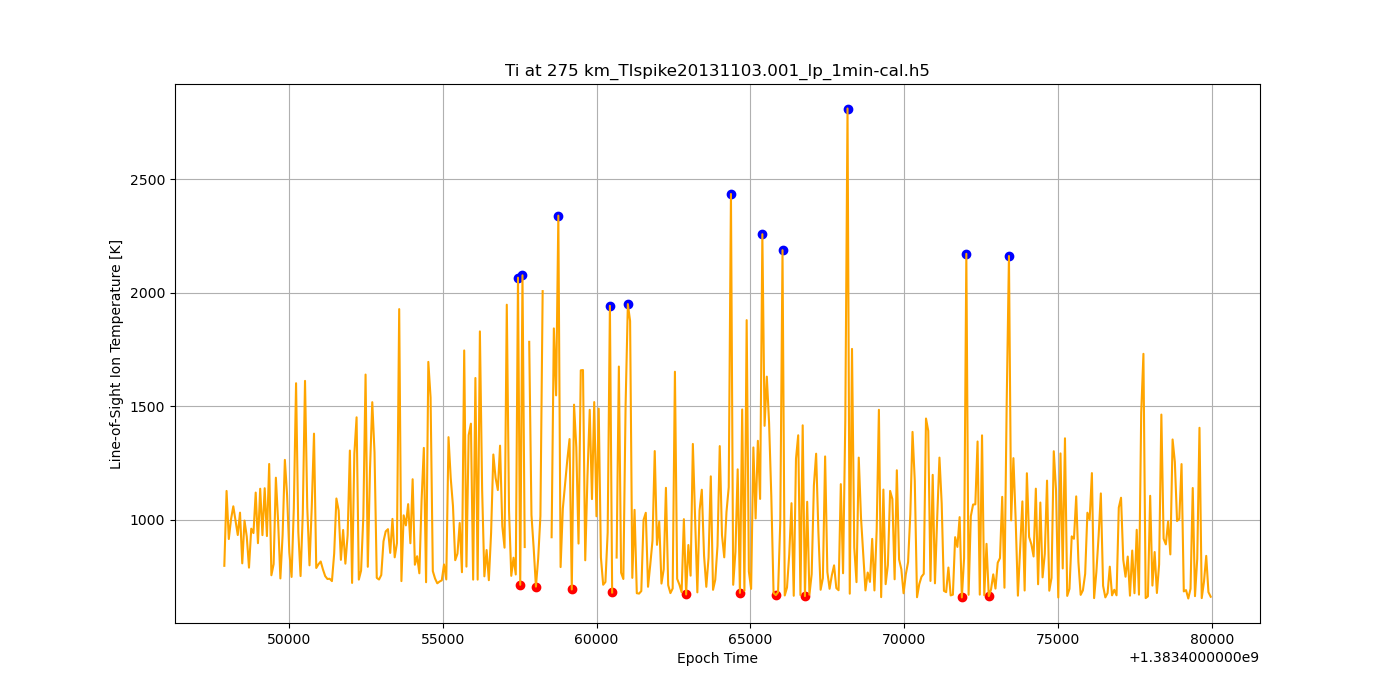 Ti at 275 km_TIspike20131103.001_lp_1min-cal.h5
Line-of-Sight Ion Temperature [K]
2500
2000
1500
1000
50000 55000 60000 65000 70000 75000 80000
Epoch Time
+1.3834000000e9